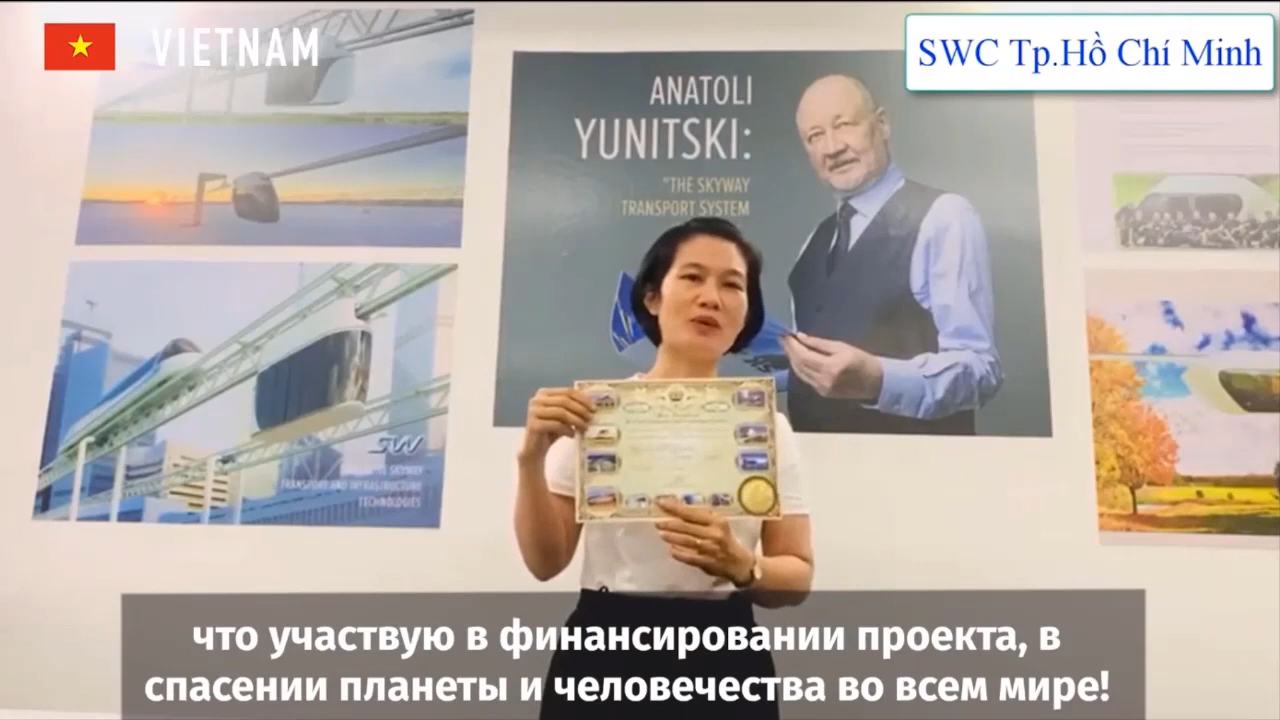 VIETNAM
SWC Tp.Hồ Chí Minh
ANATOLI
YUNITSKI:
"THE SKYWAY
TRANSPORT SYSTEM
SW
SKYWAY
TRANSPORT AND INFRASTRUCTURE
TECHNOLOGIES
что участвую в финансировании проекта, в
спасении планеты и человечества во всем мире!